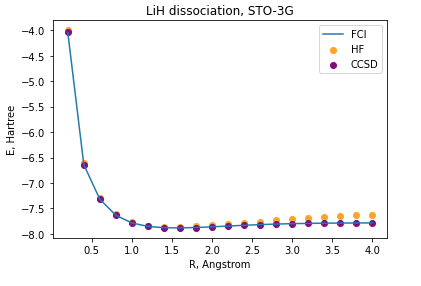 LiH dissociation, STO-3G
FCI
HF
CCSD
E, Hartree
−4.0
−4.5
−5.0
−5.5
−6.0
−6.5
−7.0
−7.5
−8.0
0.5 1.0 1.5 2.0 2.5 3.0 3.5 4.0
R, Angstrom